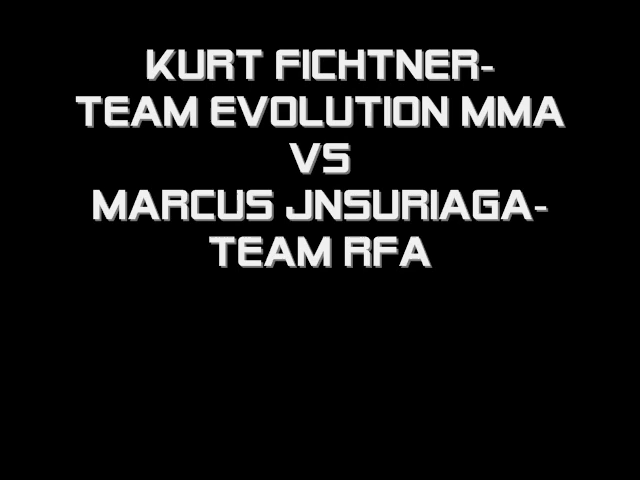 KURT FICHTNER-
TEAM EVOLUTION MMA
VS
MARCUS JNSURIAGA-
TEAM RFA